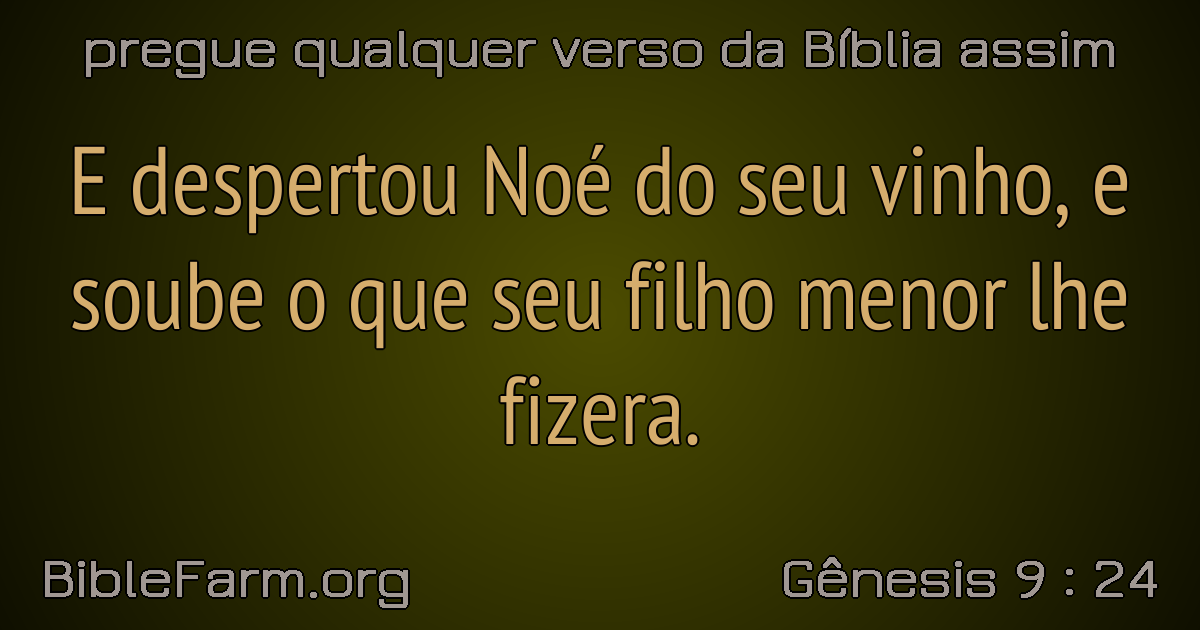 pregue qualquer verso da Bíblia assim
E despertou Noé do seu vinho, e
soube o que seu filho menor lhe
fizera.
BibleFarm.org
Gênesis 9 : 24